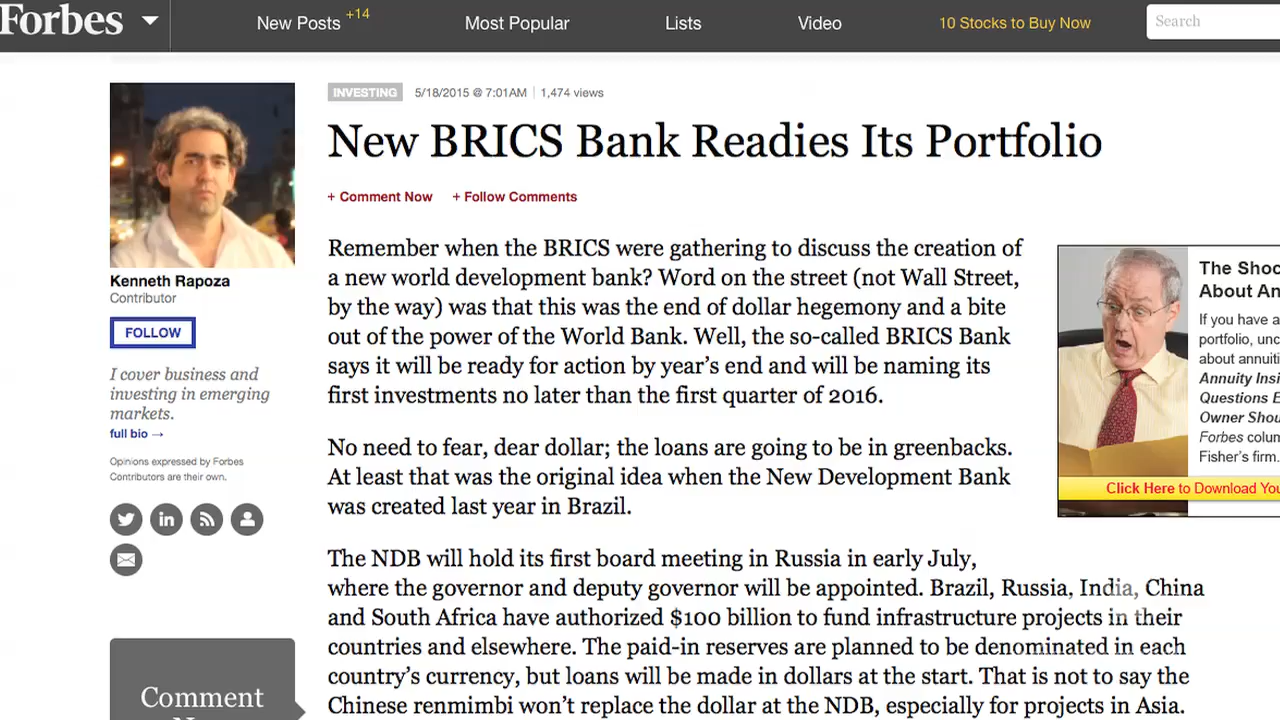 Forbes
New Posts +14
Most Popular
Lists
Video
10 Stocks to Buy Now
Search
INVESTING 5/18/2015 @ 7:01AM | 1,474 views
New BRICS Bank Readies Its Portfolio
+ Comment Now + Follow Comments
Kenneth Rapoza
Contributor
FOLLOW
I cover business and
investing in emerging
markets.
full bio →
Opinions expressed by Forbes
Contributors are their own.
Comment
Remember when the BRICS were gathering to discuss the creation of
a new world development bank? Word on the street (not Wall Street,
by the way) was that this was the end of dollar hegemony and a bite
out of the power of the World Bank. Well, the so-called BRICS Bank
says it will be ready for action by year’s end and will be naming its
first investments no later than the first quarter of 2016.
No need to fear, dear dollar; the loans are going to be in greenbacks.
At least that was the original idea when the New Development Bank
was created last year in Brazil.
The NDB will hold its first board meeting in Russia in early July,
where the governor and deputy governor will be appointed. Brazil, Russia, India, China
and South Africa have authorized $100 billion to fund infrastructure projects in their
countries and elsewhere. The paid-in reserves are planned to be denominated in each
country’s currency, but loans will be made in dollars at the start. That is not to say the
Chinese renmimbi won’t replace the dollar at the NDB, especially for projects in Asia.
The
About
If you have a
portfolio,
about
Annuity
Questions
Owner
Forbes
Fisher’s firm.
Click Here to Download